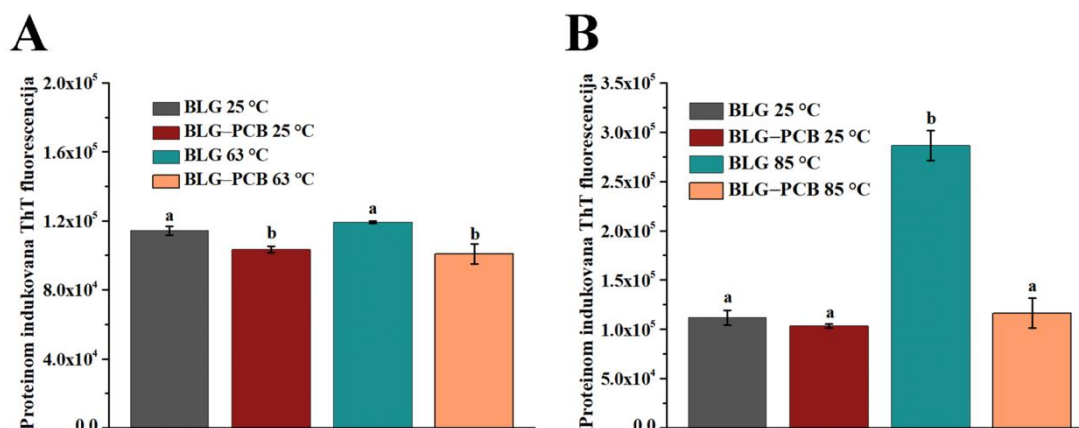 A
Proteinom indukovana ThT fluorescencija
2.0x10⁵
1.6x10⁵
1.2x10⁵
8.0x10⁴
4.0x10⁴
0.0
BLG 25 °C
BLG–PCB 25 °C
BLG 63 °C
BLG–PCB 63 °C
a
b
a
b
B
Proteinom indukovana ThT fluorescencija
3.5x10⁵
3.0x10⁵
2.5x10⁵
2.0x10⁵
1.5x10⁵
1.0x10⁵
5.0x10⁴
0.0
BLG 25 °C
BLG–PCB 25 °C
BLG 85 °C
BLG–PCB 85 °C
a
a
b
a